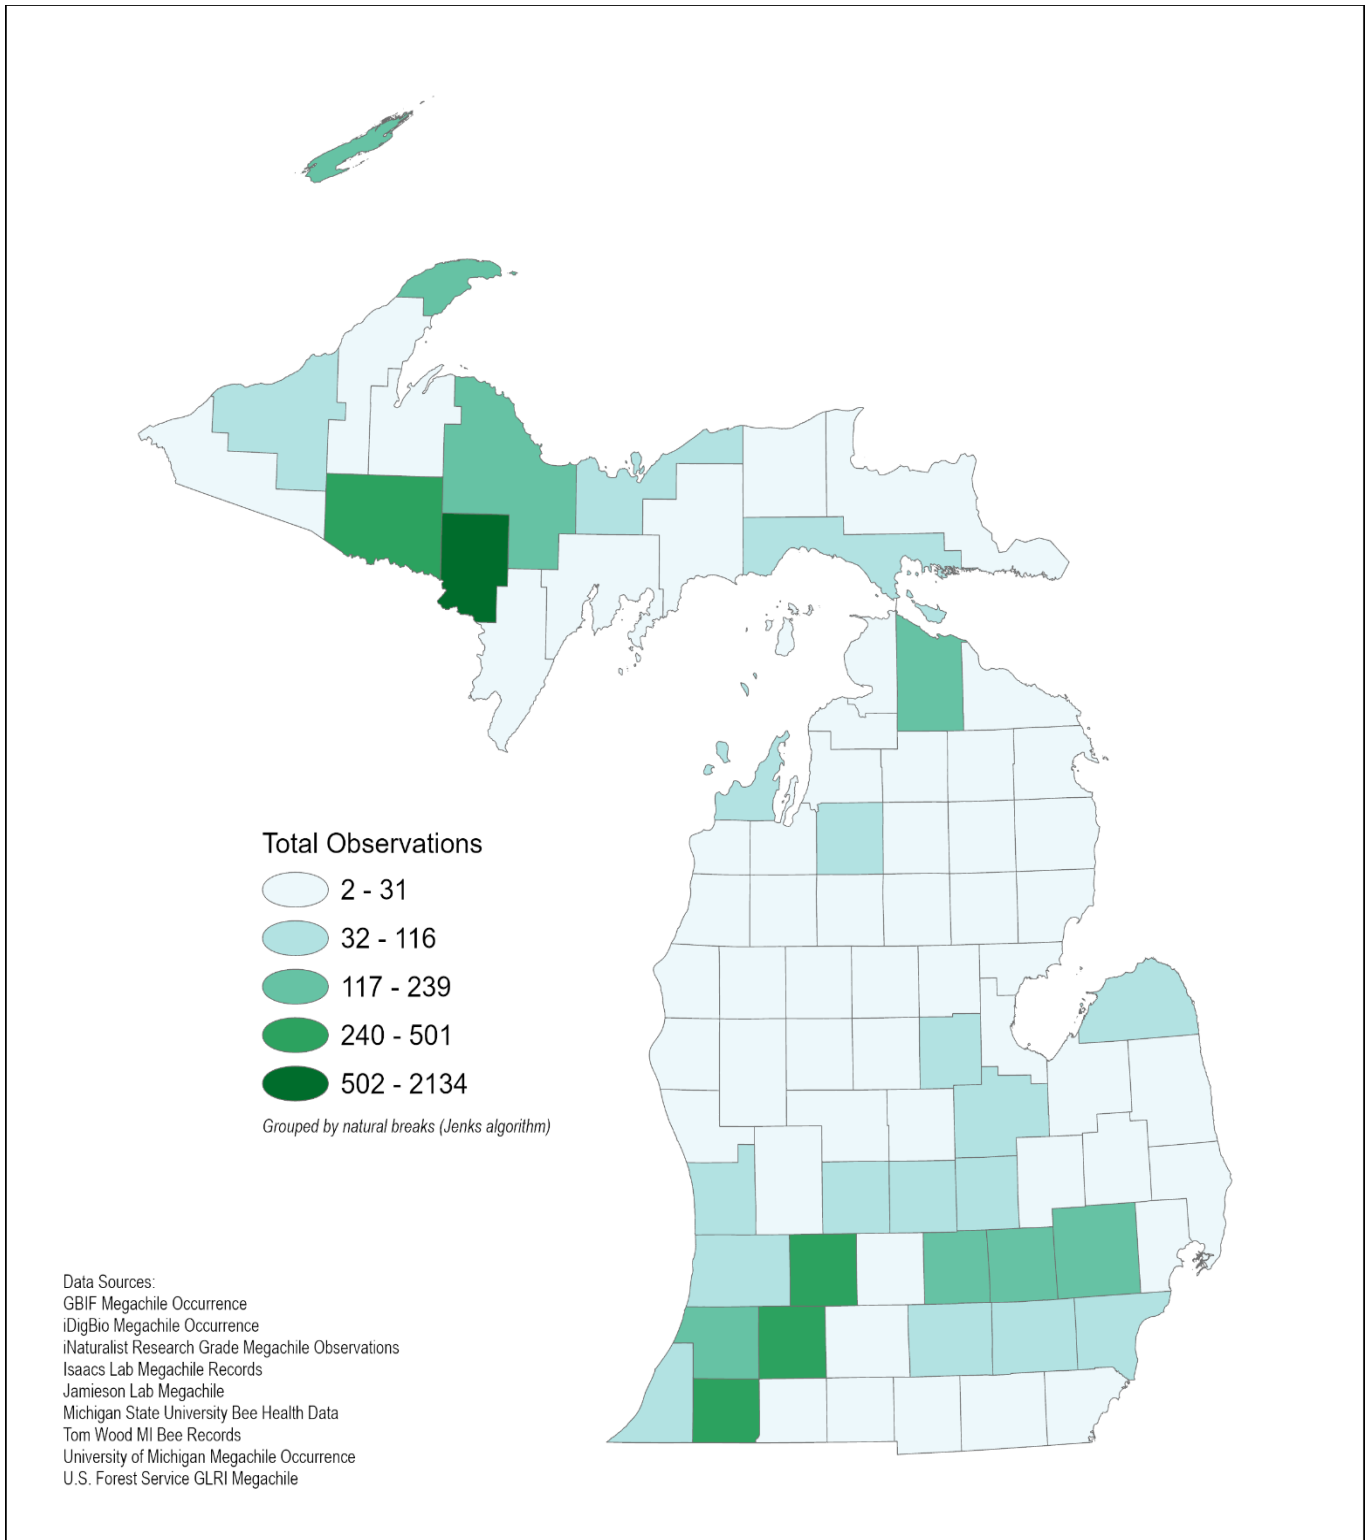 Total Observations
2 - 31
32 - 116
117 - 239
240 - 501
502 - 2134
Grouped by natural breaks (Jenks algorithm)
Data Sources:
GBIF Megachile Occurrence
iDigBio Megachile Occurrence
iNaturalist Research Grade Megachile Observations
Isaacs Lab Megachile Records
Jamieson Lab Megachile
Michigan State University Bee Health Data
Tom Wood MI Bee Records
University of Michigan Megachile Occurrence
U.S. Forest Service GLRI Megachile